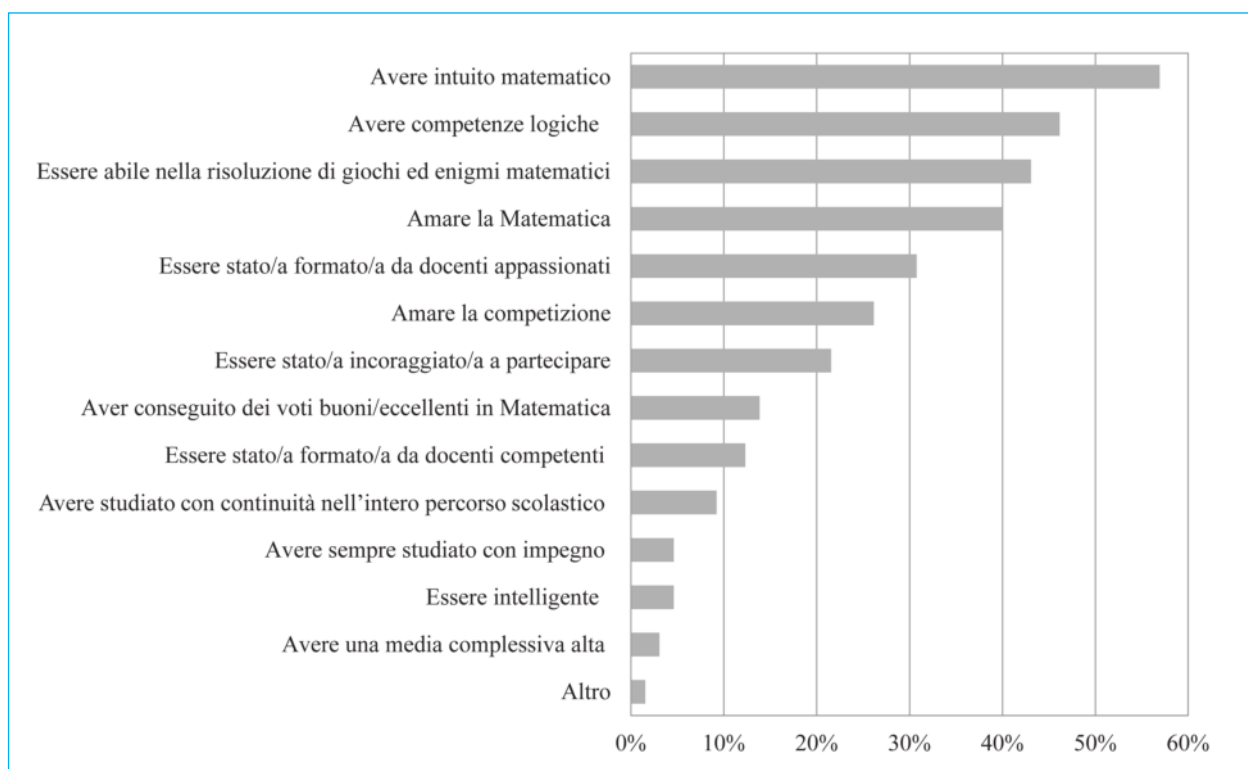 Avere intuito matematico
Avere competenze logiche
Essere abile nella risoluzione di giochi ed enigmi matematici
Amare la Matematica
Essere stato/a formato/a da docenti appassionati
Amare la competizione
Essere stato/a incoraggiato/a a partecipare
Aver conseguito dei voti buoni/eccellenti in Matematica
Essere stato/a formato/a da docenti competenti
Avere studiato con continuità nell’intero percorso scolastico
Avere sempre studiato con impegno
Essere intelligente
Avere una media complessiva alta
Altro
0% 10% 20% 30% 40% 50% 60%